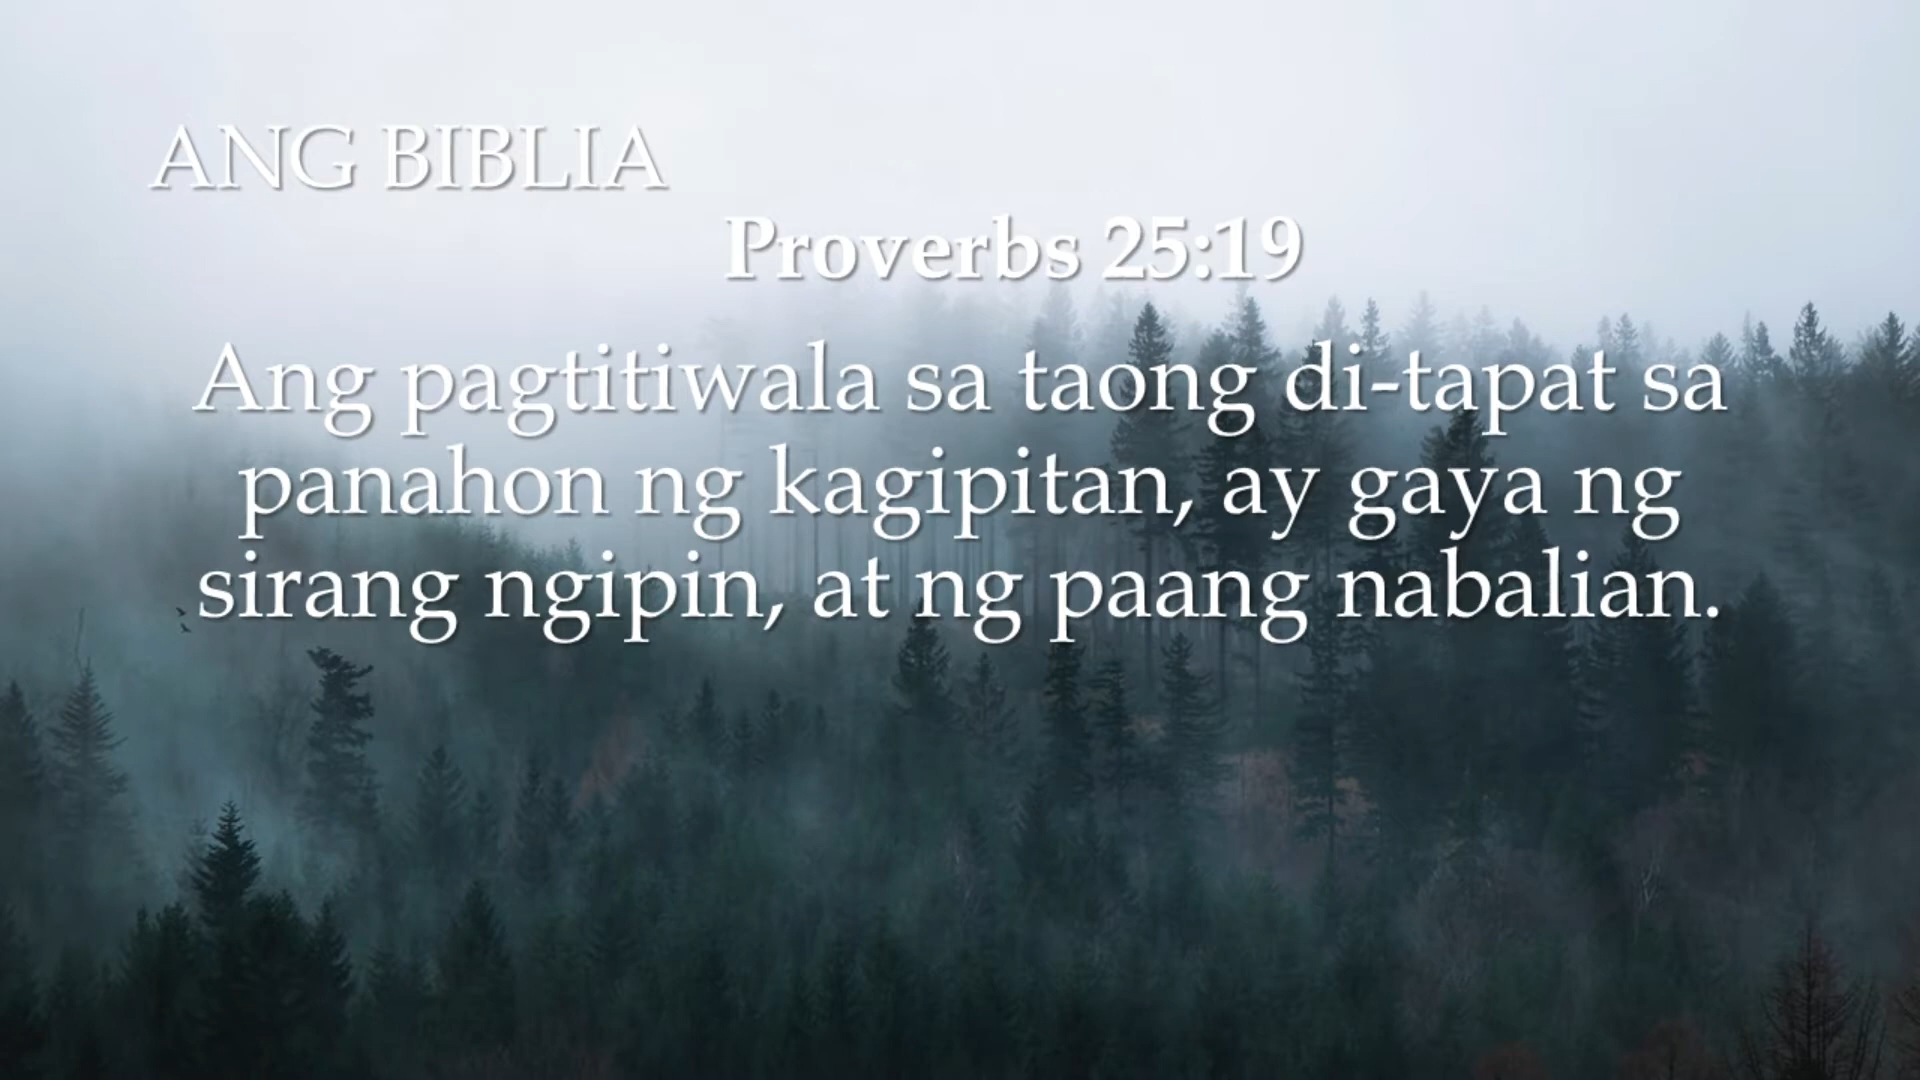 ANG BIBLIA
Proverbs 25:19
Ang pagtitiwala sa taong di-tapat sa
panahon ng kagipitan, ay gaya ng
sirang ngipin, at ng paang nabalian.